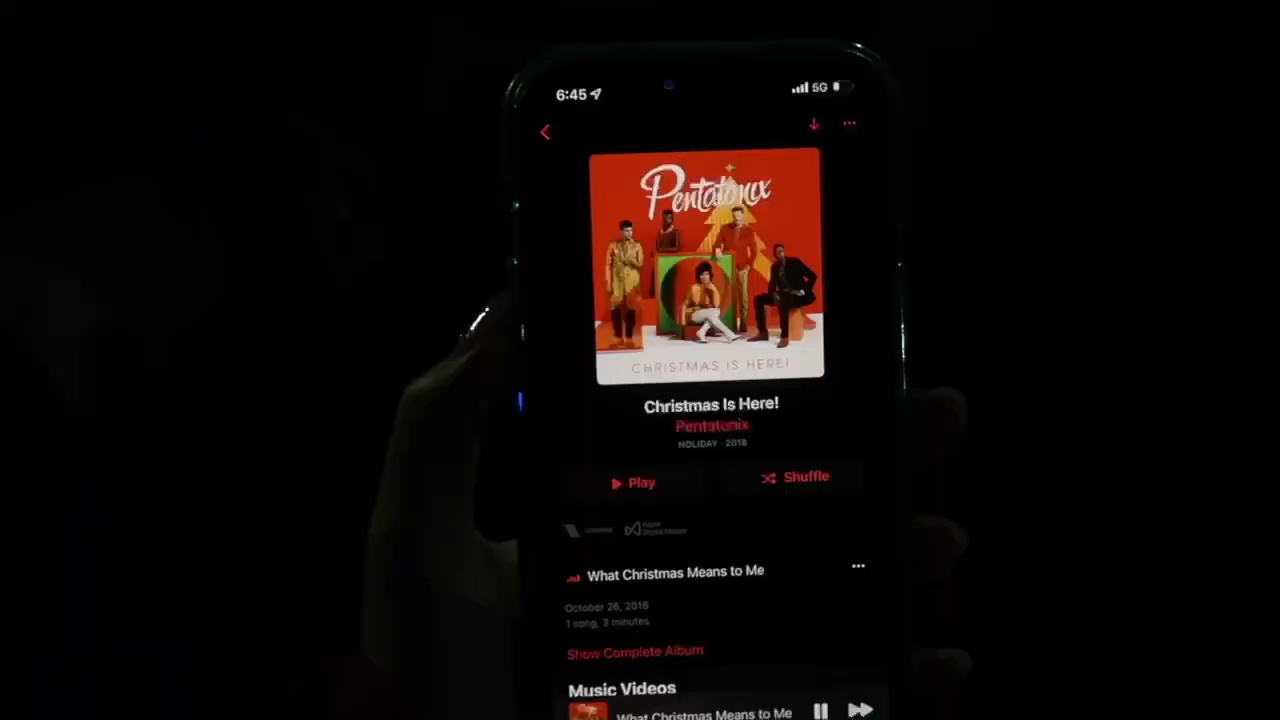 6:45
5G
Pentatonix
CHRISTMAS IS HERE!
Christmas Is Here!
Pentatonix
HOLIDAY · 2018
Play
Shuffle
What Christmas Means to Me
October 26, 2018
1 song, 3 minutes
Show Complete Album
Music Videos
What Christmas Means to Me